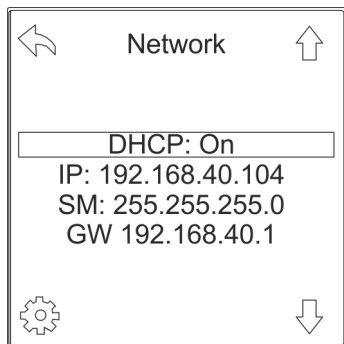 Network
DHCP: On
IP: 192.168.40.104
SM: 255.255.255.0
GW 192.168.40.1